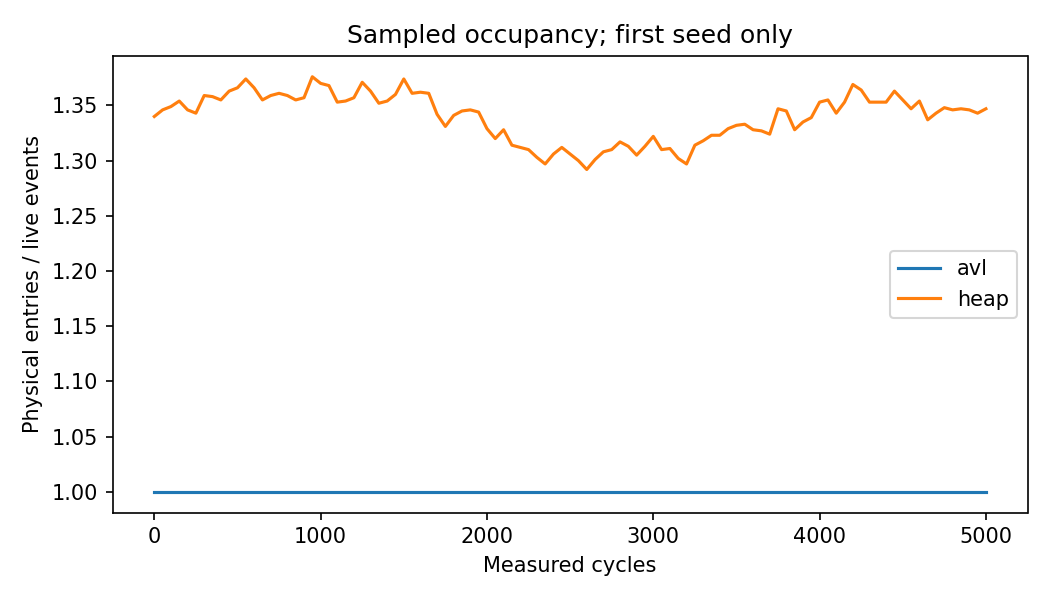 Sampled occupancy; first seed only
Physical entries / live events
1.35
1.30
1.25
1.20
1.15
1.10
1.05
1.00
avl
heap
0 1000 2000 3000 4000 5000
Measured cycles